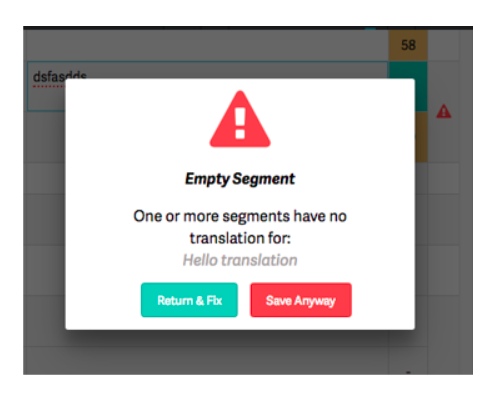 58
dsfasdds
Empty Segment
One or more segments have no
translation for:
Hello translation
Return & Fix
Save Anyway